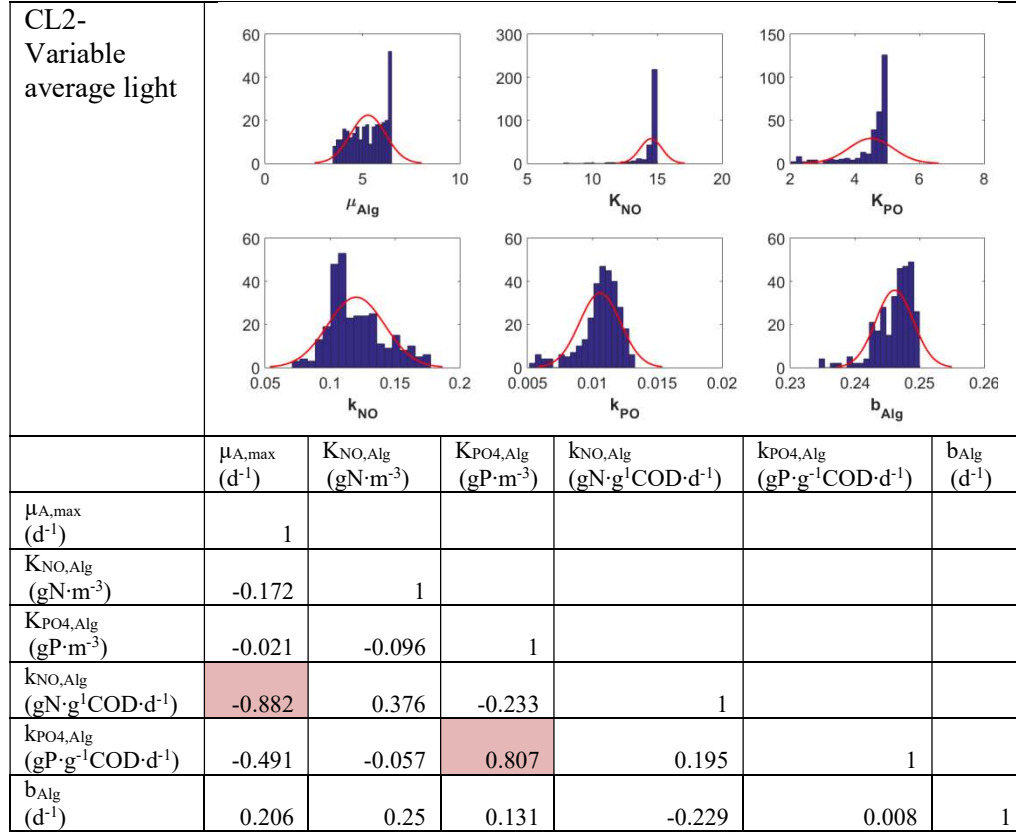 CL2-
Variable
average light
60
40
20
0
0
5
10
μAlg
300
200
100
0
5
10
15
20
KNO
150
100
50
0
2
4
6
8
KPO
60
40
20
0
0.05
0.1
0.15
0.2
kNO
60
40
20
0
0.005
0.01
0.015
0.02
kPO
60
40
20
0
0.23
0.24
0.25
0.26
bAlg
μA,max
(d-1)
KNO,Alg
(gN·m-3)
KPO4,Alg
(gP·m-3)
kNO,Alg
(gN·g1COD·d-1)
kPO4,Alg
(gP·g-1COD·d-1)
bAlg
(d-1)
μA,max
(d-1)
1
KNO,Alg
(gN·m-3)
-0.172 1
KPO4,Alg
(gP·m-3)
-0.021 -0.096 1
kNO,Alg
(gN·g1COD·d-1)
-0.882 0.376 -0.233 1
kPO4,Alg
(gP·g-1COD·d-1)
-0.491 -0.057 0.807 0.195 1
bAlg
(d-1)
0.206 0.25 0.131 -0.229 0.008 1